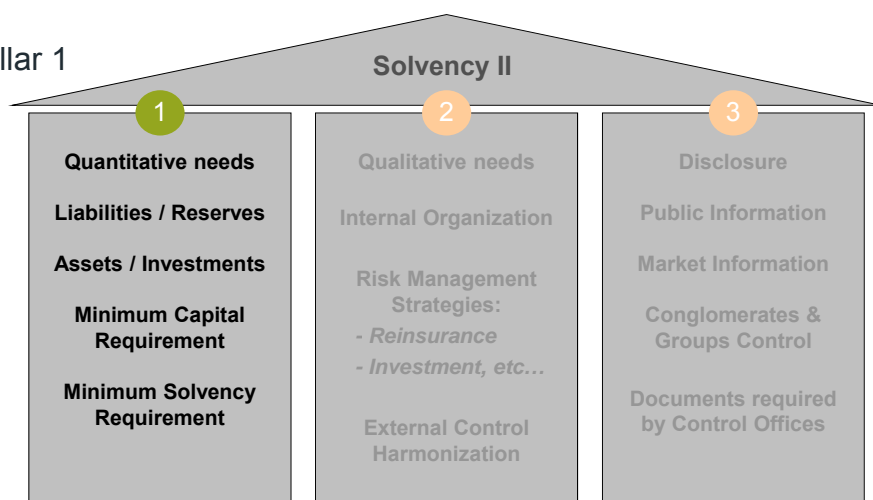 llar 1
Solvency II
1
Quantitative needs
Liabilities / Reserves
Assets / Investments
Minimum Capital
Requirement
Minimum Solvency
Requirement
2
Qualitative needs
Internal Organization
Risk Management
Strategies:
- Reinsurance
- Investment, etc…
External Control
Harmonization
3
Disclosure
Public Information
Market Information
Conglomerates &
Groups Control
Documents required
by Control Offices